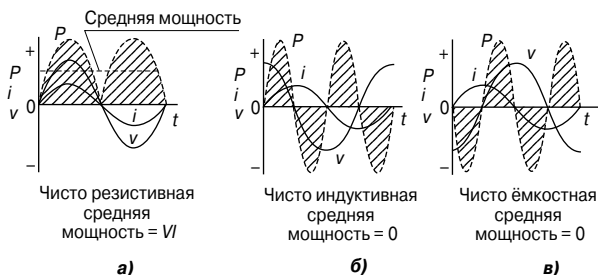 Средняя мощность
P
+
P
i
v
0
i
v
t
–
Чисто резистивная
средняя
мощность = VI
а)
P
+
v
i
0
v
t
–
Чисто индуктивная
средняя
мощность = 0
б)
P
v
+
P
i
i
v
0
t
–
Чисто ёмкостная
средняя
мощность = 0
в)